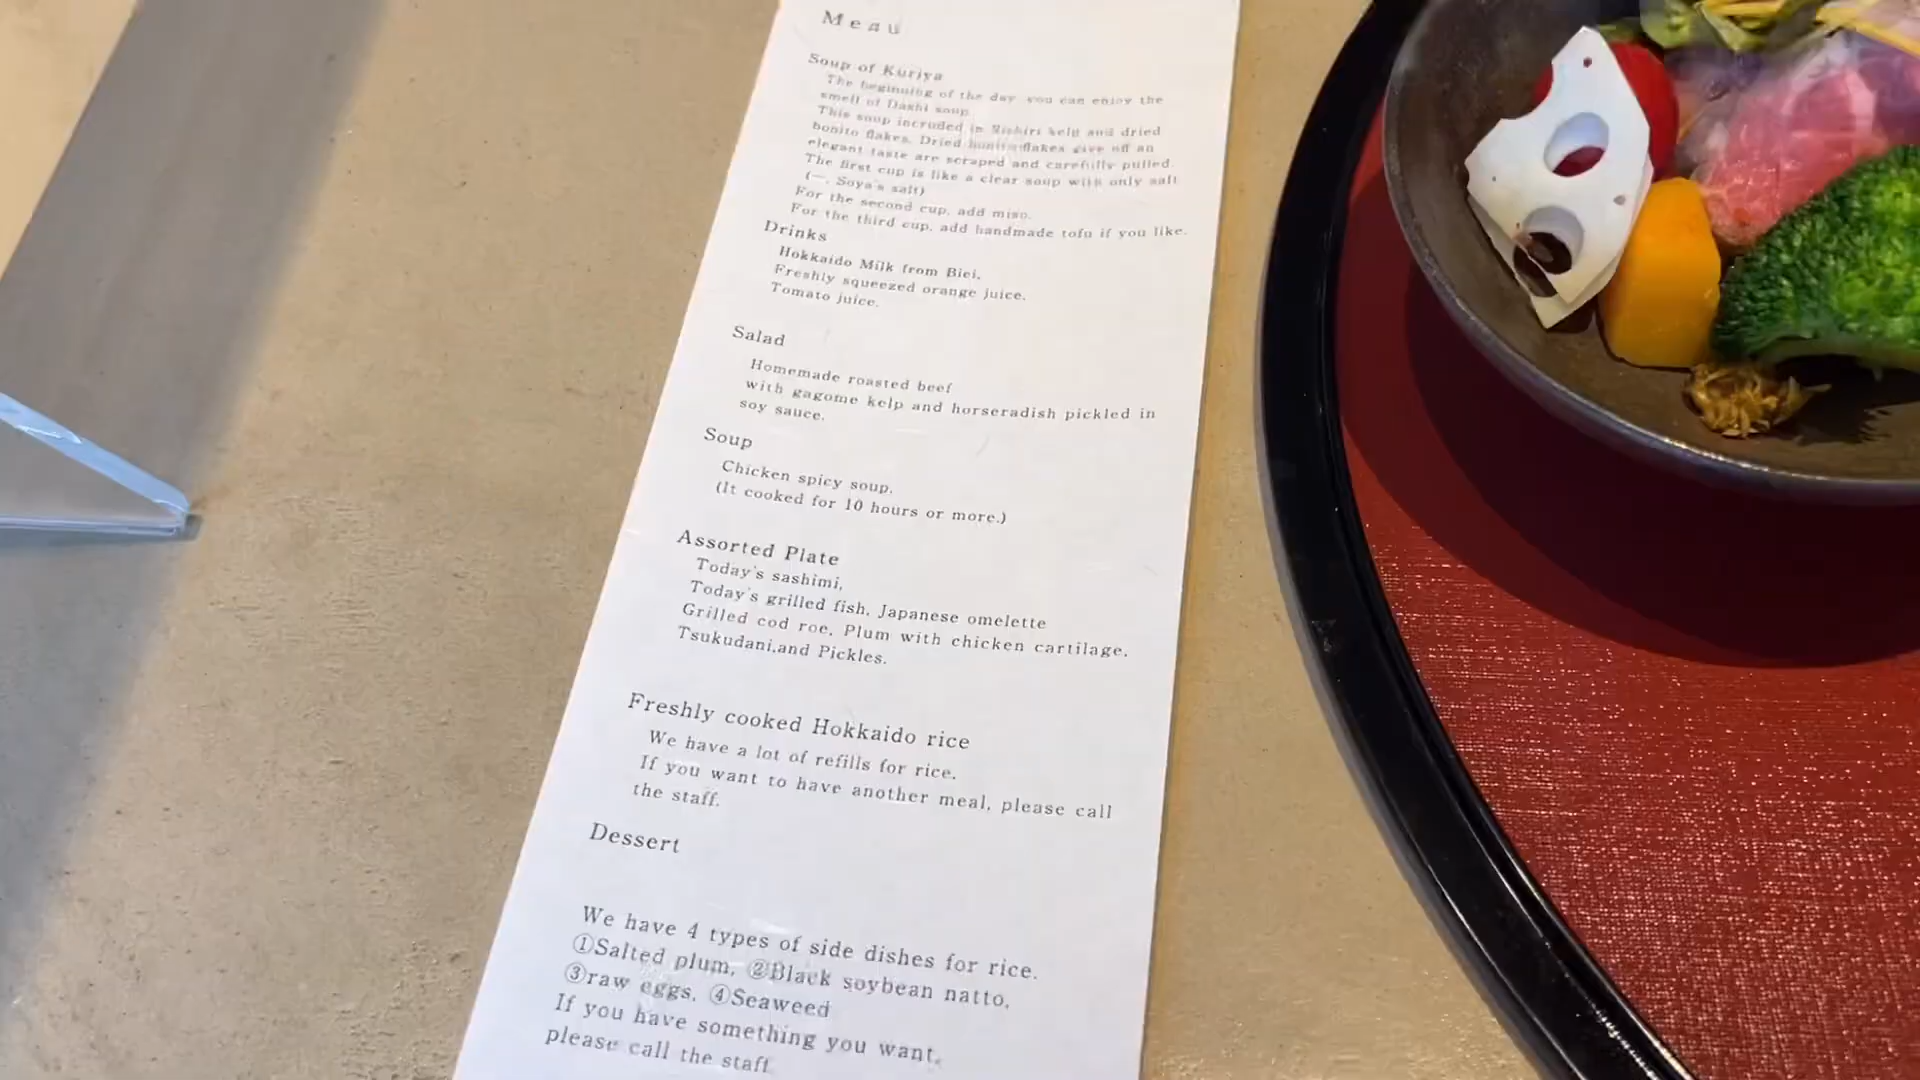 Menu
Soup of Kuriya
The beginning of the day you can enjoy the
smell of Dashi soup.
This soup incruded in Rishiri kelp and dried
bonito flakes. Dried bonito flakes give off an
elegant taste are scraped and carefully pulled.
The first cup is like a clear soup with only salt
Soya's salt)
For the second cup, add miso.
For the third cup, add handmade tofu if you like.
Drinks
Hokkaido Milk from Biei.
Freshly squeezed orange juice.
Tomato juice.
Salad
Homemade roasted beef
with gagome kelp and horseradish pickled in
soy sauce.
Soup
Chicken spicy soup.
(It cooked for 10 hours or more.)
Assorted Plate
Today's sashimi,
Today's grilled fish, Japanese omelette
Grilled cod roe, Plum with chicken cartilage,
Tsukudani,and Pickles.
Freshly cooked Hokkaido rice
We have a lot of refills for rice.
If you want to have another meal, please call
the staff.
Dessert
We have 4 types of side dishes for rice.
①Salted plum, ②Black soybean natto,
③raw eggs, ④Seaweed
If you have something you want,
please call the staff